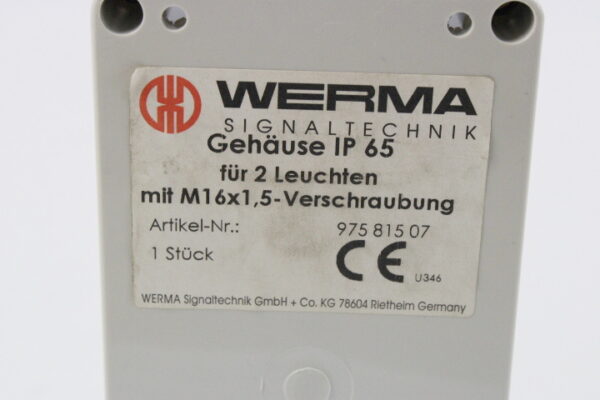 WERMA
SIGNALTECHNIK
Gehäuse IP 65
für 2 Leuchten
mit M16x1,5-Verschraubung
Artikel-Nr.: 975 815 07
1 Stück CE U346
WERMA Signaltechnik GmbH + Co. KG 78604 Rietheim Germany